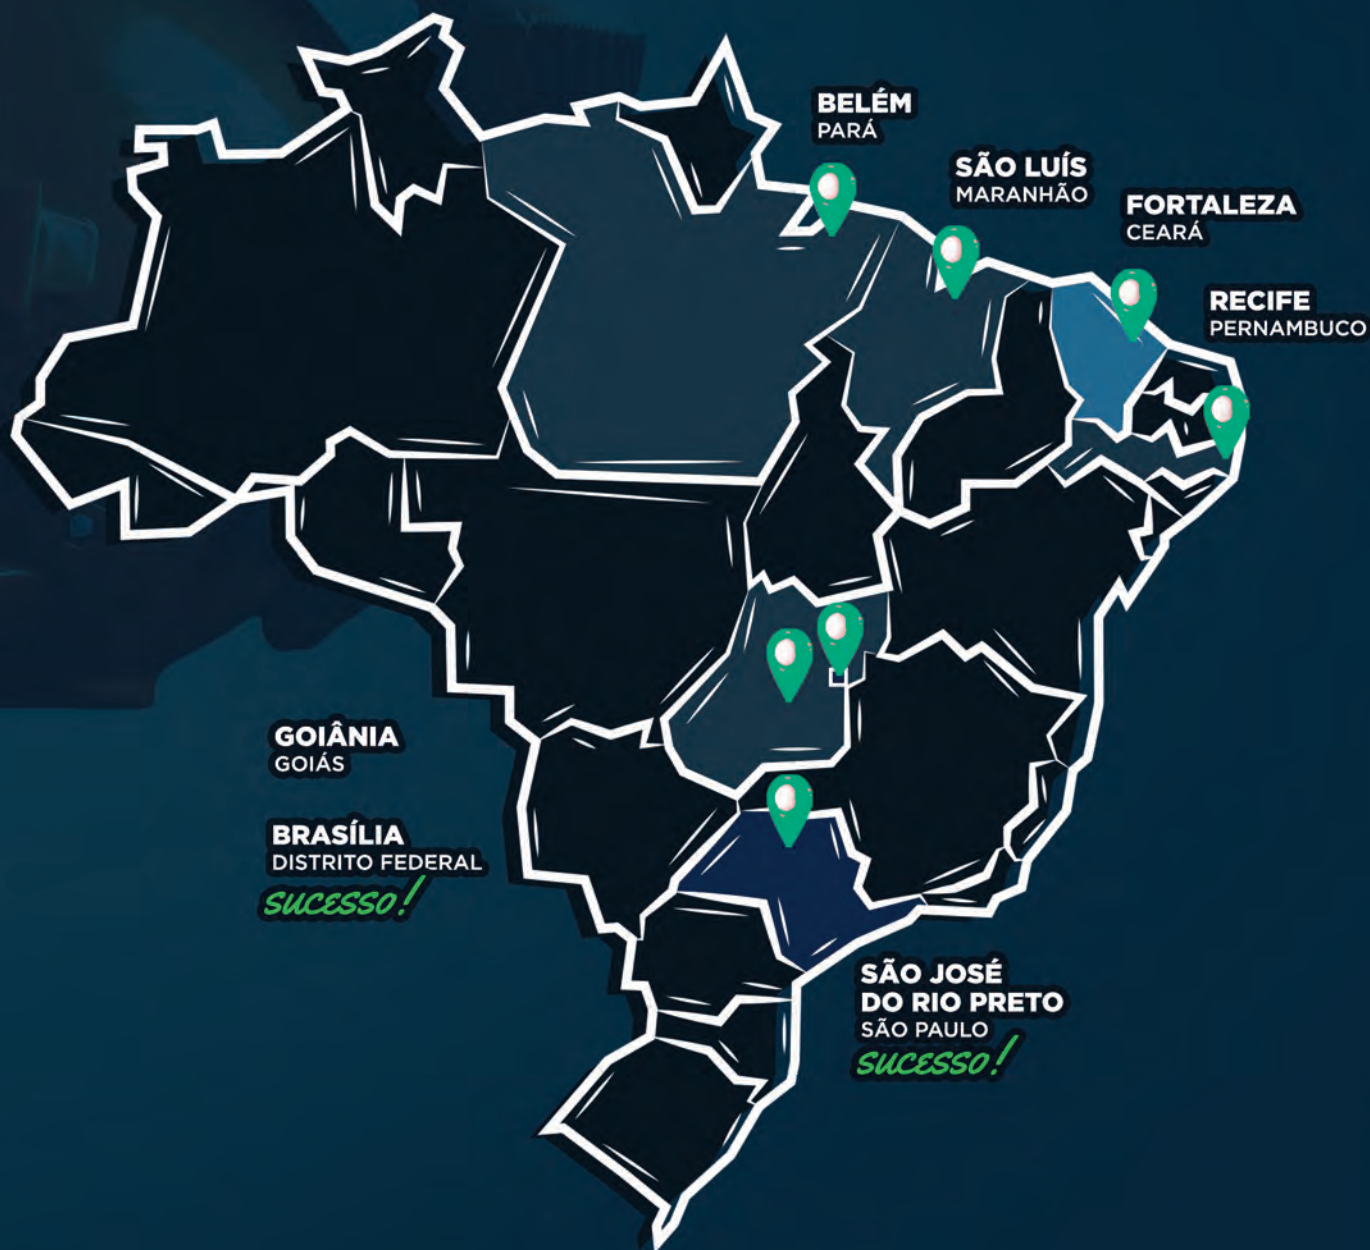 BELÉM
PARÁ
SÃO LUÍS
MARANHÃO
FORTALEZA
CEARÁ
RECIFE
PERNAMBUCO
GOIÂNIA
GOIÁS
BRASÍLIA
DISTRITO FEDERAL
SUCESSO!
SÃO JOSÉ
DO RIO PRETO
SÃO PAULO
SUCESSO!